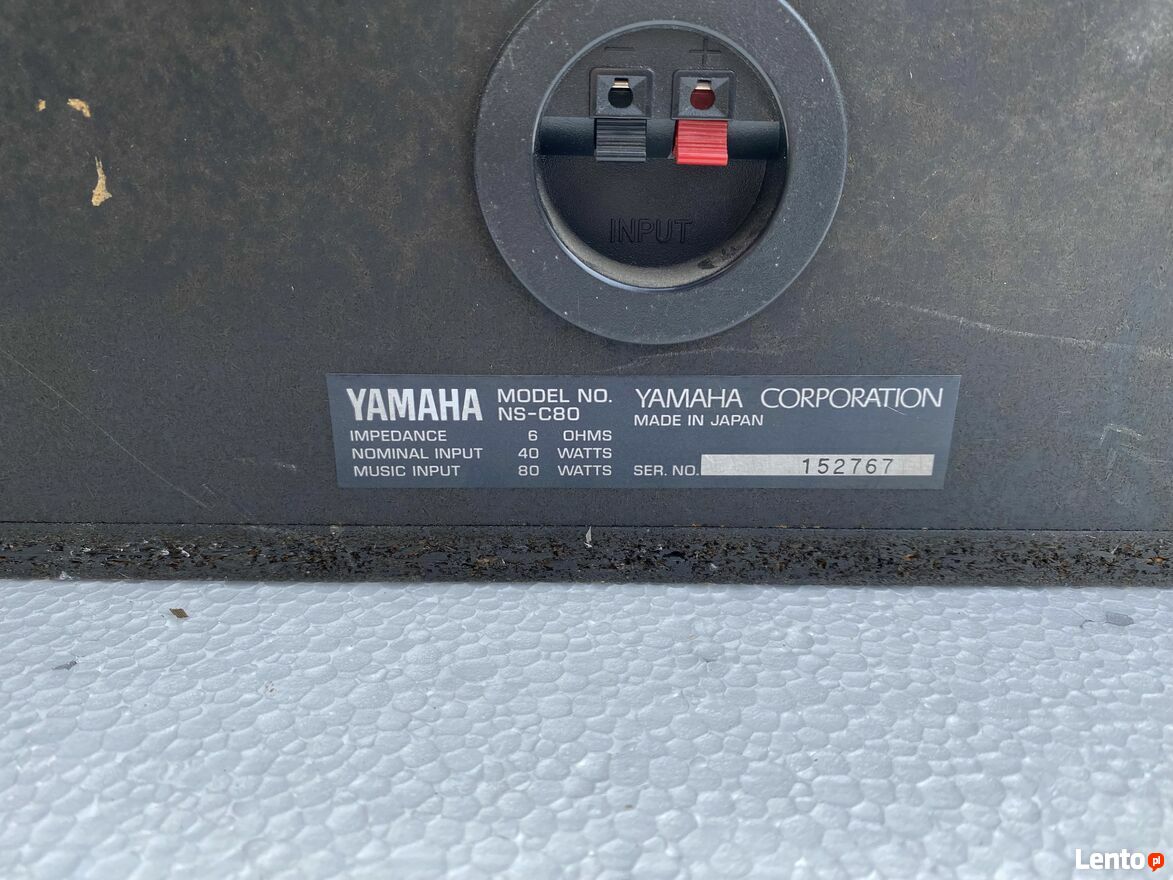 − +
INPUT
YAMAHA MODEL NO. NS-C80
IMPEDANCE 6 OHMS
NOMINAL INPUT 40 WATTS
MUSIC INPUT 80 WATTS
YAMAHA CORPORATION
MADE IN JAPAN
SER. NO. 152767
Lento.pl